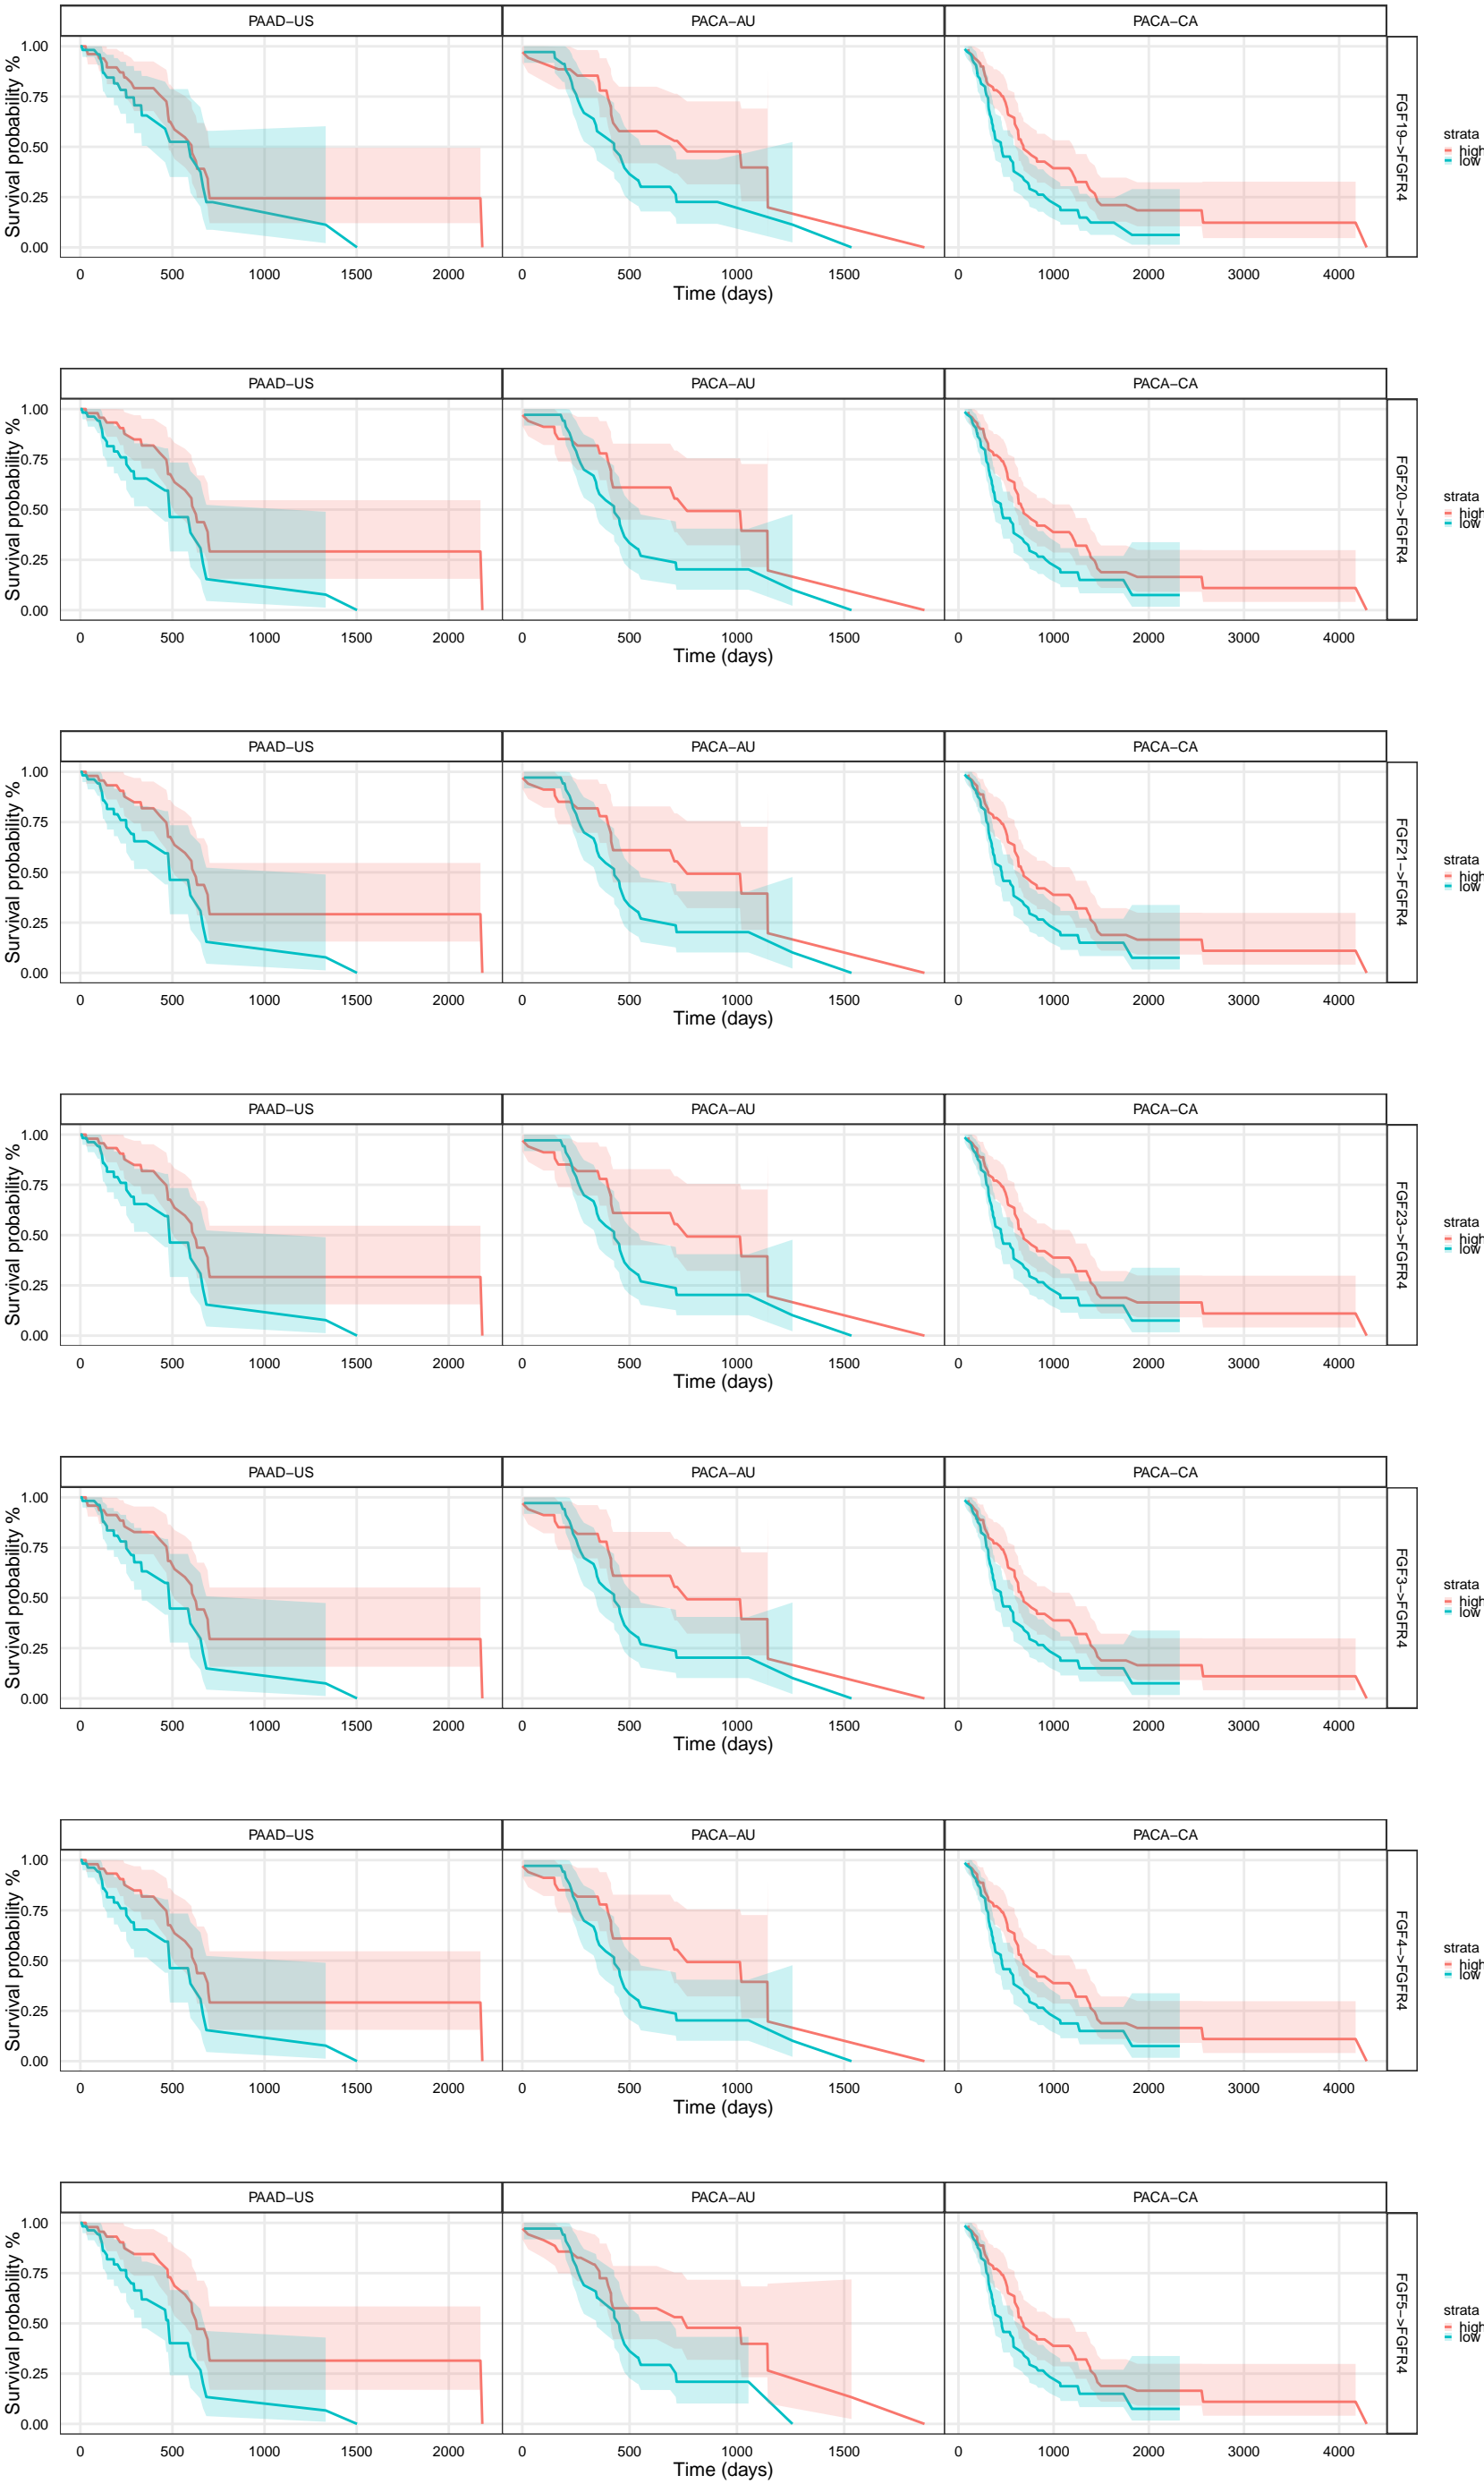 PAAD−US PACA−AU PACA−CA
Survival probability %
1.00
0.75
0.50
0.25
0.00
FGF19−>FGFR4
strata
high
low
0 500 1000 1500 2000 0 500 1000 1500 0 1000 2000 3000 4000
Time (days)
PAAD−US PACA−AU PACA−CA
Survival probability %
1.00
0.75
0.50
0.25
0.00
FGF20−>FGFR4
strata
high
low
0 500 1000 1500 2000 0 500 1000 1500 0 1000 2000 3000 4000
Time (days)
PAAD−US PACA−AU PACA−CA
Survival probability %
1.00
0.75
0.50
0.25
0.00
FGF21−>FGFR4
strata
high
low
0 500 1000 1500 2000 0 500 1000 1500 0 1000 2000 3000 4000
Time (days)
PAAD−US PACA−AU PACA−CA
Survival probability %
1.00
0.75
0.50
0.25
0.00
FGF23−>FGFR4
strata
high
low
0 500 1000 1500 2000 0 500 1000 1500 0 1000 2000 3000 4000
Time (days)
PAAD−US PACA−AU PACA−CA
Survival probability %
1.00
0.75
0.50
0.25
0.00
FGF3−>FGFR4
strata
high
low
0 500 1000 1500 2000 0 500 1000 1500 0 1000 2000 3000 4000
Time (days)
PAAD−US PACA−AU PACA−CA
Survival probability %
1.00
0.75
0.50
0.25
0.00
FGF4−>FGFR4
strata
high
low
0 500 1000 1500 2000 0 500 1000 1500 0 1000 2000 3000 4000
Time (days)
PAAD−US PACA−AU PACA−CA
Survival probability %
1.00
0.75
0.50
0.25
0.00
FGF5−>FGFR4
strata
high
low
0 500 1000 1500 2000 0 500 1000 1500 0 1000 2000 3000 4000
Time (days)